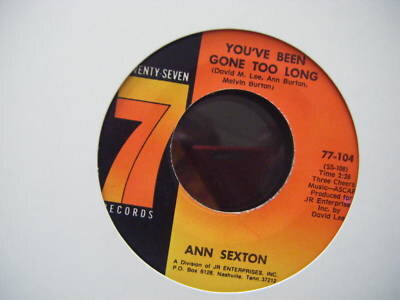 YOU'VE BEEN
GONE TOO LONG
(David M. Lee, Ann Burton,
Melvin Burton)
ENTY-SEVEN
7
RECORDS
77-104
(SS-108)
Time 2:26
Three Cheers
Music-ASCAP
Produced for
JR Enterprises
Inc. by
David Lee
ANN SEXTON
A Division of JR ENTERPRISES, INC.
P.O. Box 6128, Nashville, Tenn. 37212